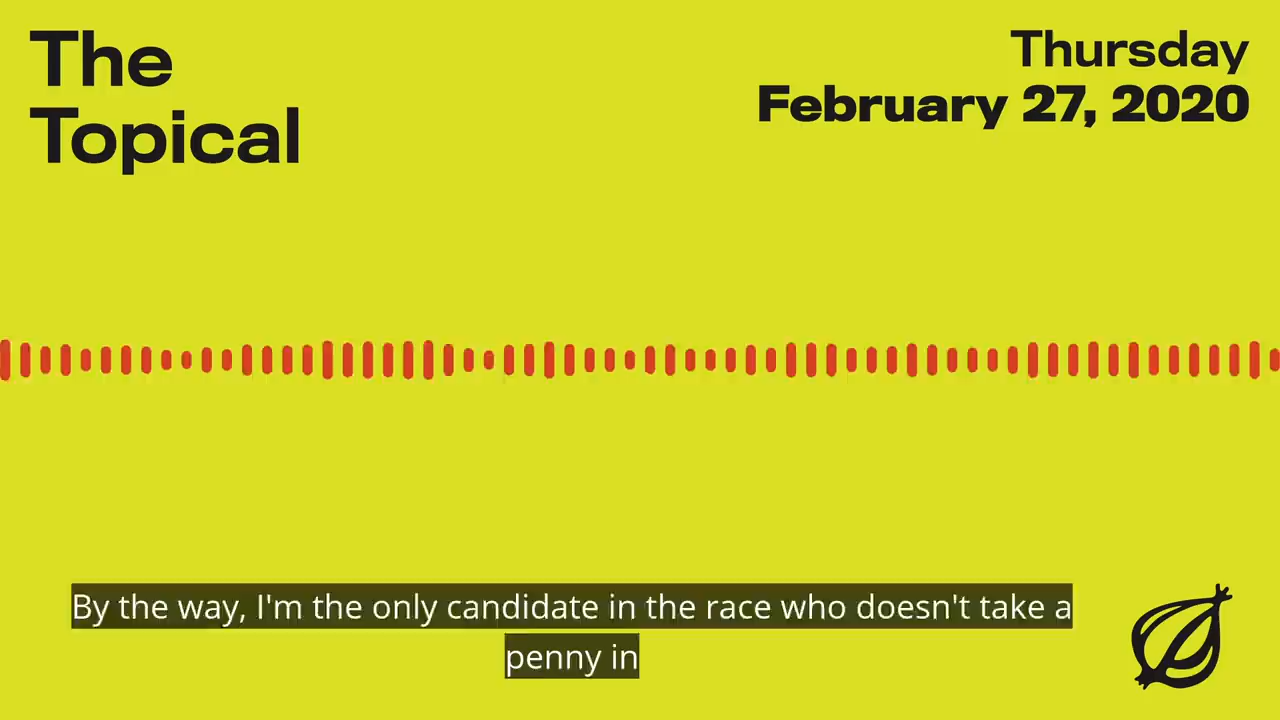 The
Topical
Thursday
February 27, 2020
By the way, I'm the only candidate in the race who doesn't take a
penny in